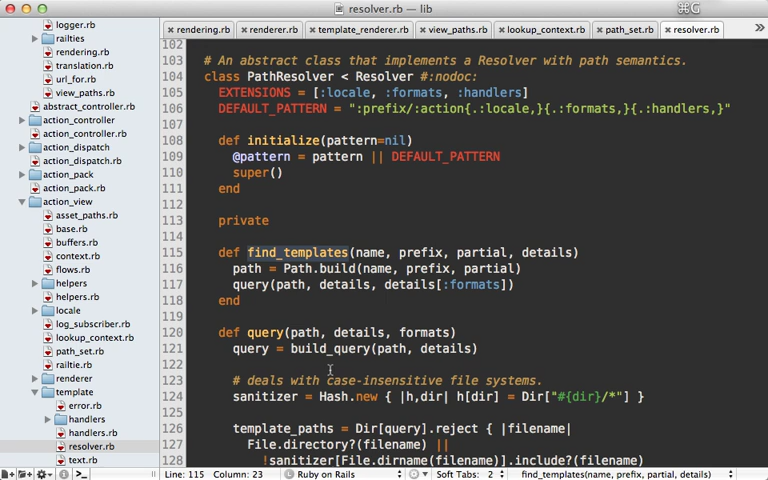 resolver.rb — lib
⌘G
logger.rb
railties
rendering.rb
translation.rb
url_for.rb
view_paths.rb
abstract_controller.rb
action_controller
action_controller.rb
action_dispatch
action_dispatch.rb
action_pack
action_pack.rb
action_view
asset_paths.rb
base.rb
buffers.rb
context.rb
flows.rb
helpers
helpers.rb
locale
log_subscriber.rb
lookup_context.rb
path_set.rb
railtie.rb
renderer
template
error.rb
handlers
handlers.rb
resolver.rb
text.rb
rendering.rb renderer.rb template_renderer.rb view_paths.rb lookup_context.rb path_set.rb resolver.rb
102
103 # An abstract class that implements a Resolver with path semantics.
104 class PathResolver < Resolver #:nodoc:
105 EXTENSIONS = [:locale, :formats, :handlers]
106 DEFAULT_PATTERN = ":prefix/:action{.:locale,}{.:formats,}{.:handlers,}"
107
108 def initialize(pattern=nil)
109 @pattern = pattern || DEFAULT_PATTERN
110 super()
111 end
112
113 private
114
115 def find_templates(name, prefix, partial, details)
116 path = Path.build(name, prefix, partial)
117 query(path, details, details[:formats])
118 end
119
120 def query(path, details, formats)
121 query = build_query(path, details)
122
123 # deals with case-insensitive file systems.
124 sanitizer = Hash.new { |h,dir| h[dir] = Dir["#{dir}/*"] }
125
126 template_paths = Dir[query].reject { |filename|
127 File.directory?(filename) ||
128 !sanitizer[File.dirname(filename)].include?(filename)
Line: 115 Column: 23 Ruby on Rails Soft Tabs: 2 find_templates(name, prefix, partial, details)